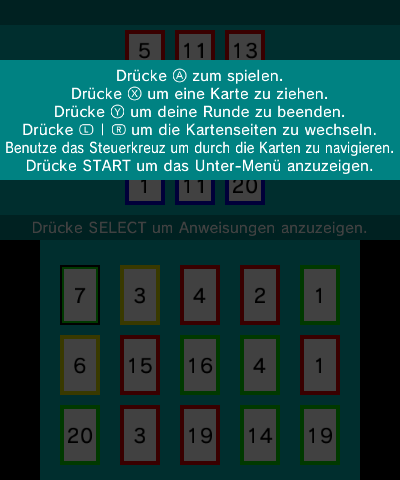 5 11 13
Drücke Ⓐ zum spielen.
Drücke Ⓧ um eine Karte zu ziehen.
Drücke Ⓨ um deine Runde zu beenden.
Drücke Ⓛ | Ⓡ um die Kartenseiten zu wechseln.
Benutze das Steuerkreuz um durch die Karten zu navigieren.
Drücke START um das Unter-Menü anzuzeigen.
1 11 20
Drücke SELECT um Anweisungen anzuzeigen.
7 3 4 2 1
6 15 16 4 1
20 3 19 14 19